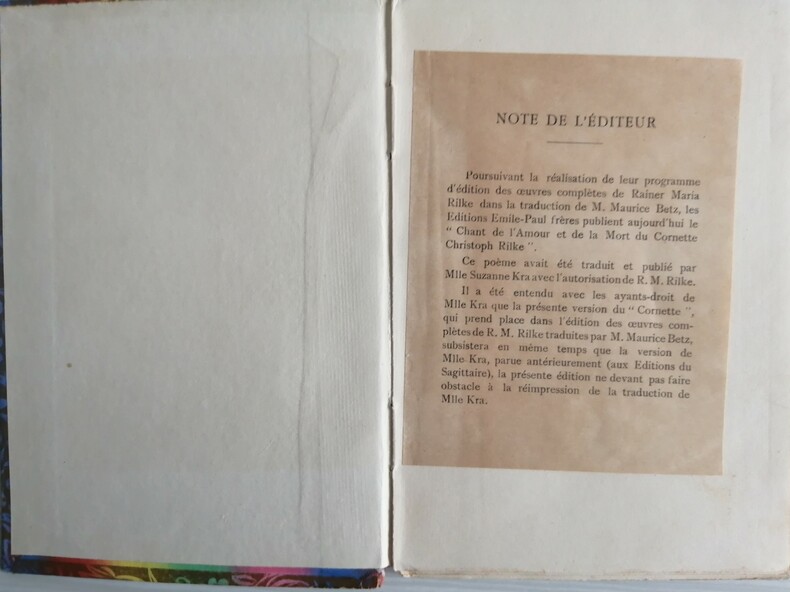 NOTE DE L'ÉDITEUR
Poursuivant la réalisation de leur programme
d'édition des œuvres complètes de Rainer Maria
Rilke dans la traduction de M. Maurice Betz, les
Editions Emile-Paul frères publient aujourd'hui le
" Chant de l'Amour et de la Mort du Cornette
Christoph Rilke ".
Ce poème avait été traduit et publié par
Mlle Suzanne Kra avec l'autorisation de R. M. Rilke.
Il a été entendu avec les ayants-droit de
Mlle Kra que la présente version du " Cornette ",
qui prend place dans l'édition des œuvres com-
plètes de R. M. Rilke traduites par M. Maurice Betz,
subsistera en même temps que la version de
Mlle Kra, parue antérieurement (aux Editions du
Sagittaire), la présente édition ne devant pas faire
obstacle à la réimpression de la traduction de
Mlle Kra.